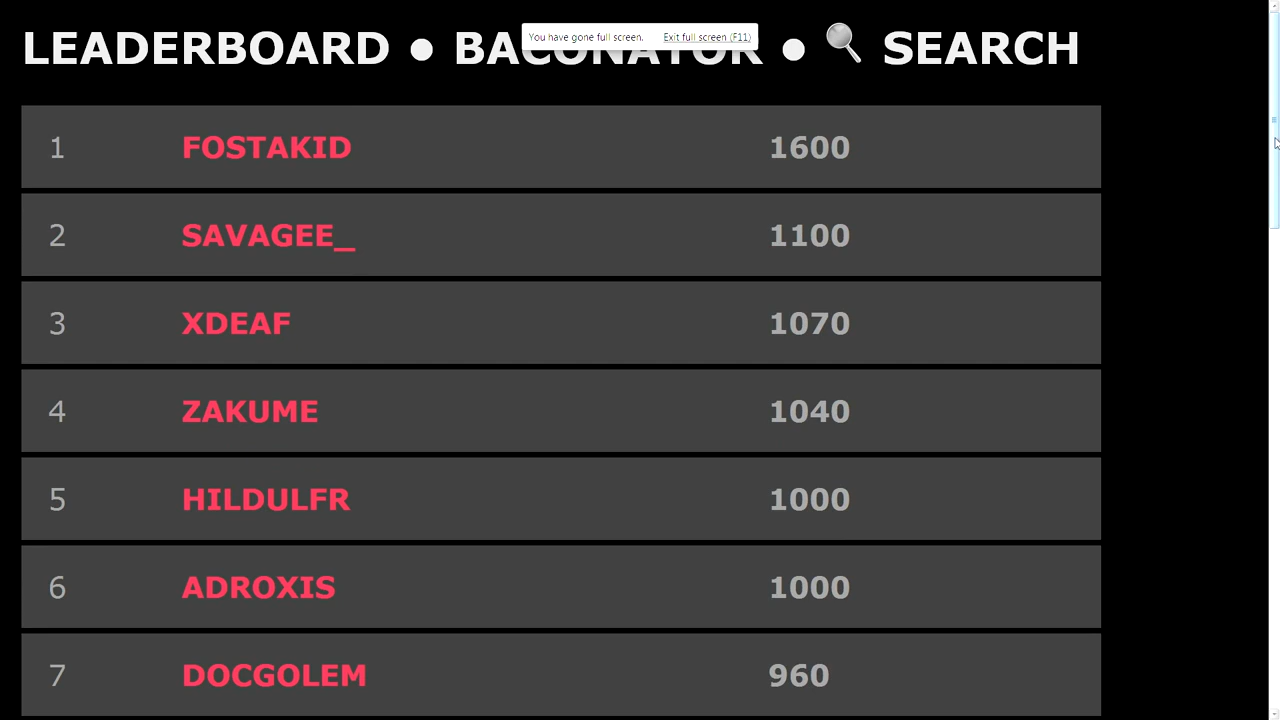 LEADERBOARD ● BACONATOR ● SEARCH
You have gone full screen. Exit full screen (F11)
1 FOSTAKID 1600
2 SAVAGEE_ 1100
3 XDEAF 1070
4 ZAKUME 1040
5 HILDULFR 1000
6 ADROXIS 1000
7 DOCGOLEM 960